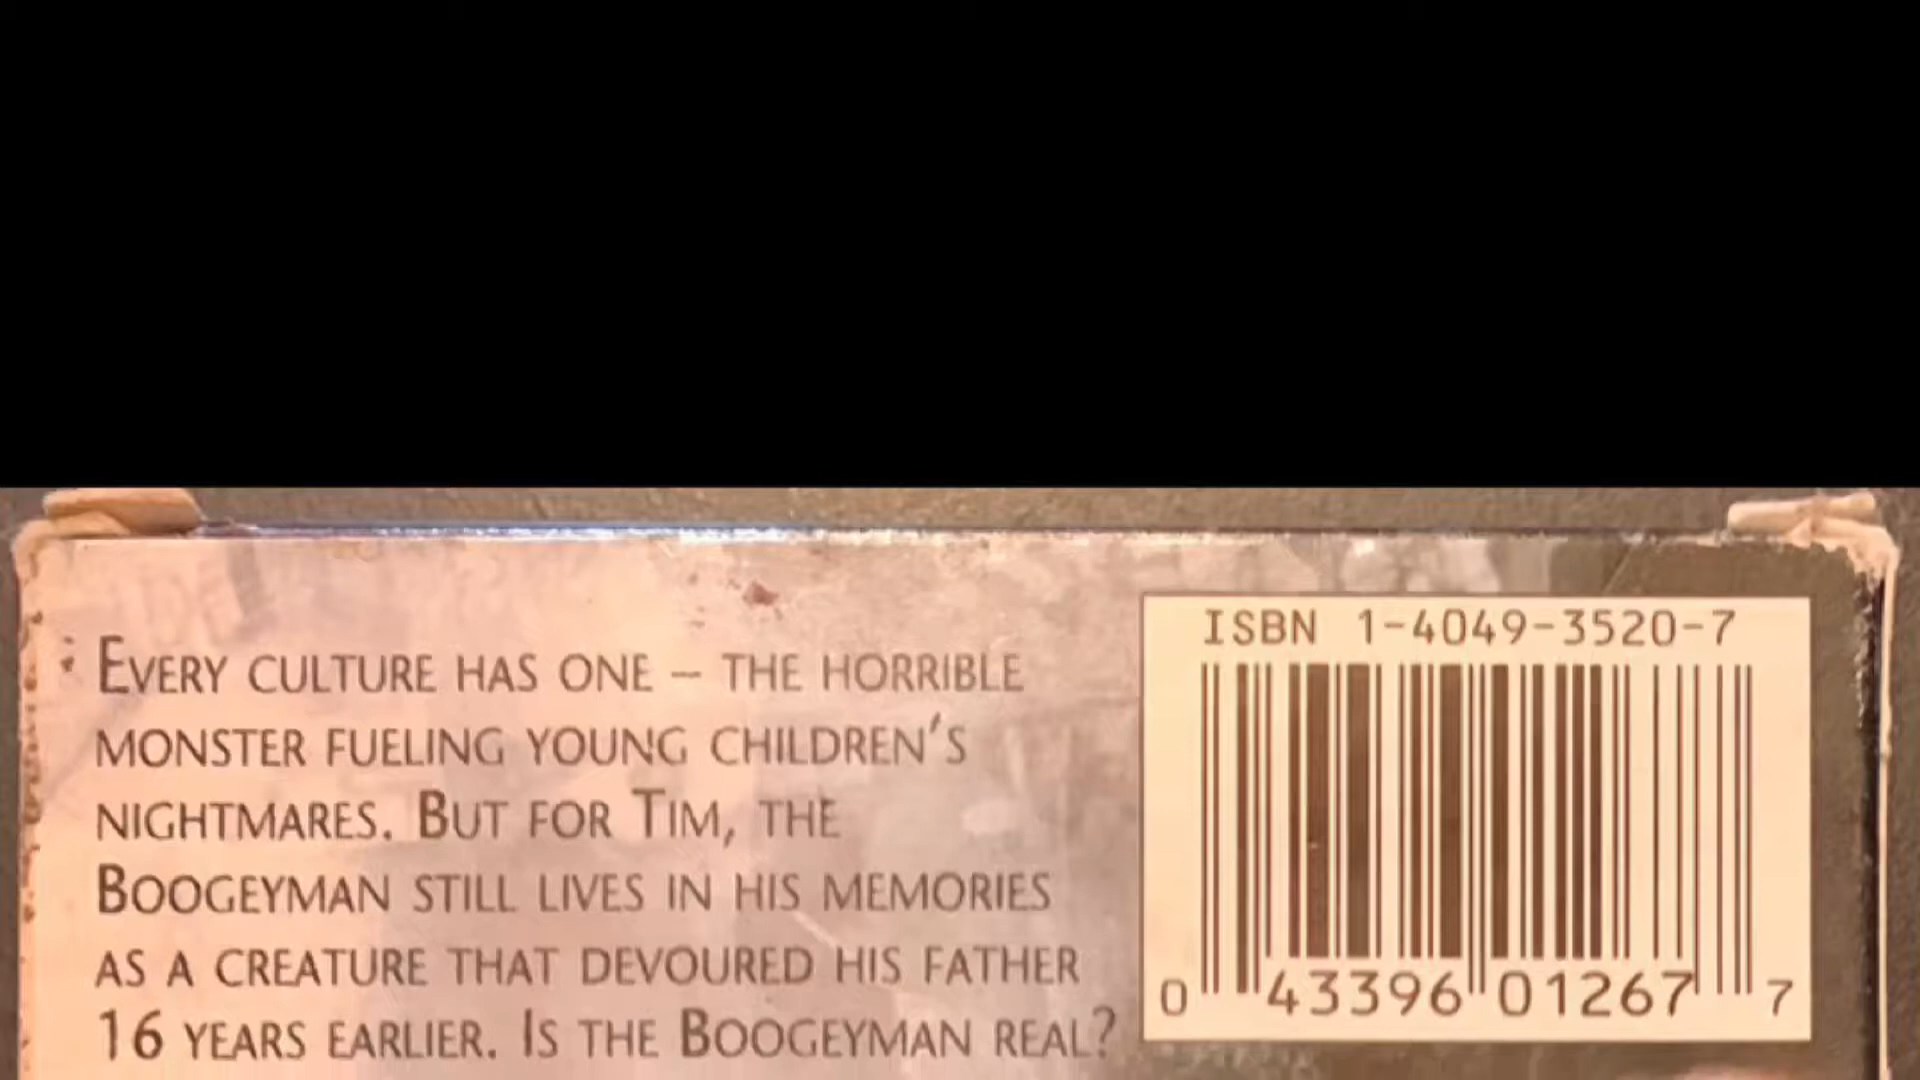 EVERY CULTURE HAS ONE – THE HORRIBLE
MONSTER FUELING YOUNG CHILDREN'S
NIGHTMARES. BUT FOR TIM, THE
BOOGEYMAN STILL LIVES IN HIS MEMORIES
AS A CREATURE THAT DEVOURED HIS FATHER
16 YEARS EARLIER. IS THE BOOGEYMAN REAL?
ISBN 1-4049-3520-7
0 43396 01267 7